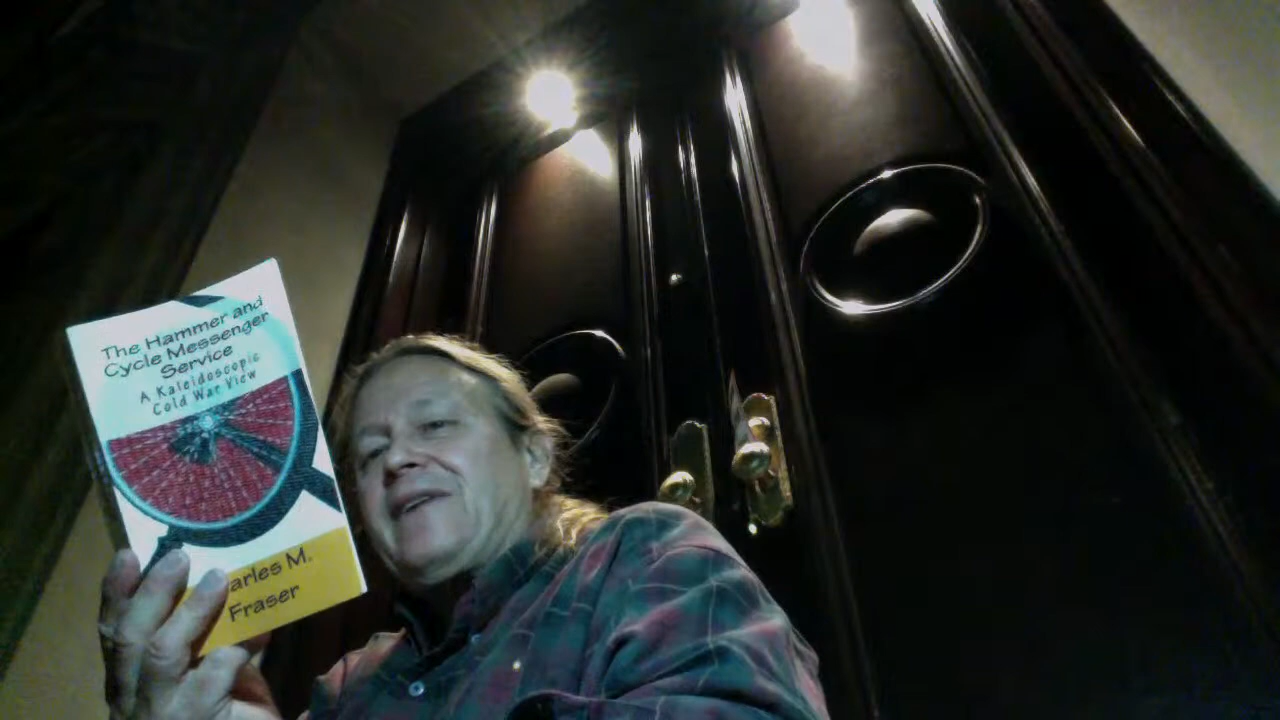 The Hammer and
Cycle Messenger
Service
A Kaleidoscopic
Cold War View
arles M.
Fraser